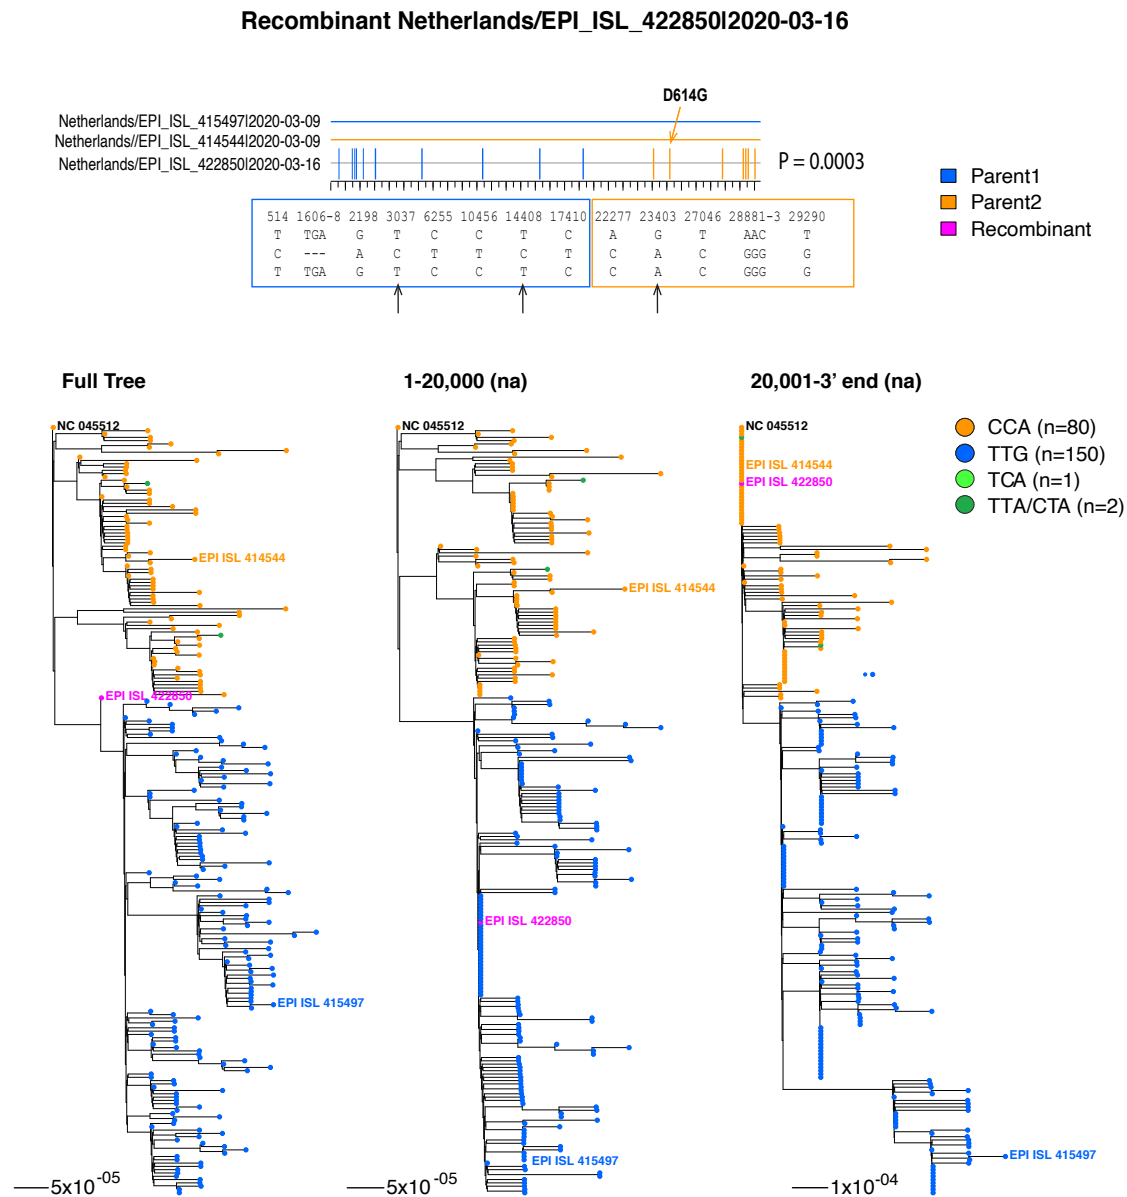 Recombinant Netherlands/EPI_ISL_422850|2020-03-16
D614G
Netherlands/EPI_ISL_415497|2020-03-09
Netherlands//EPI_ISL_414544|2020-03-09
Netherlands/EPI_ISL_422850|2020-03-16
P = 0.0003
Parent1
Parent2
Recombinant
514 1606-8 2198 3037 6255 10456 14408 17410 22277 23403 27046 28881-3 29290
T TGA G T C C T C A G T AAC T
C --- A C T T C T C A C GGG G
T TGA G T C C T C C A C GGG G
Full Tree
1-20,000 (na)
20,001-3’ end (na)
NC 045512
EPI ISL 414544
EPI ISL 422850
EPI ISL 415497
5x10-05
NC 045512
EPI ISL 414544
EPI ISL 422850
EPI ISL 415497
5x10-05
NC 045512
EPI ISL 414544
EPI ISL 422850
EPI ISL 415497
1x10-04
CCA (n=80)
TTG (n=150)
TCA (n=1)
TTA/CTA (n=2)